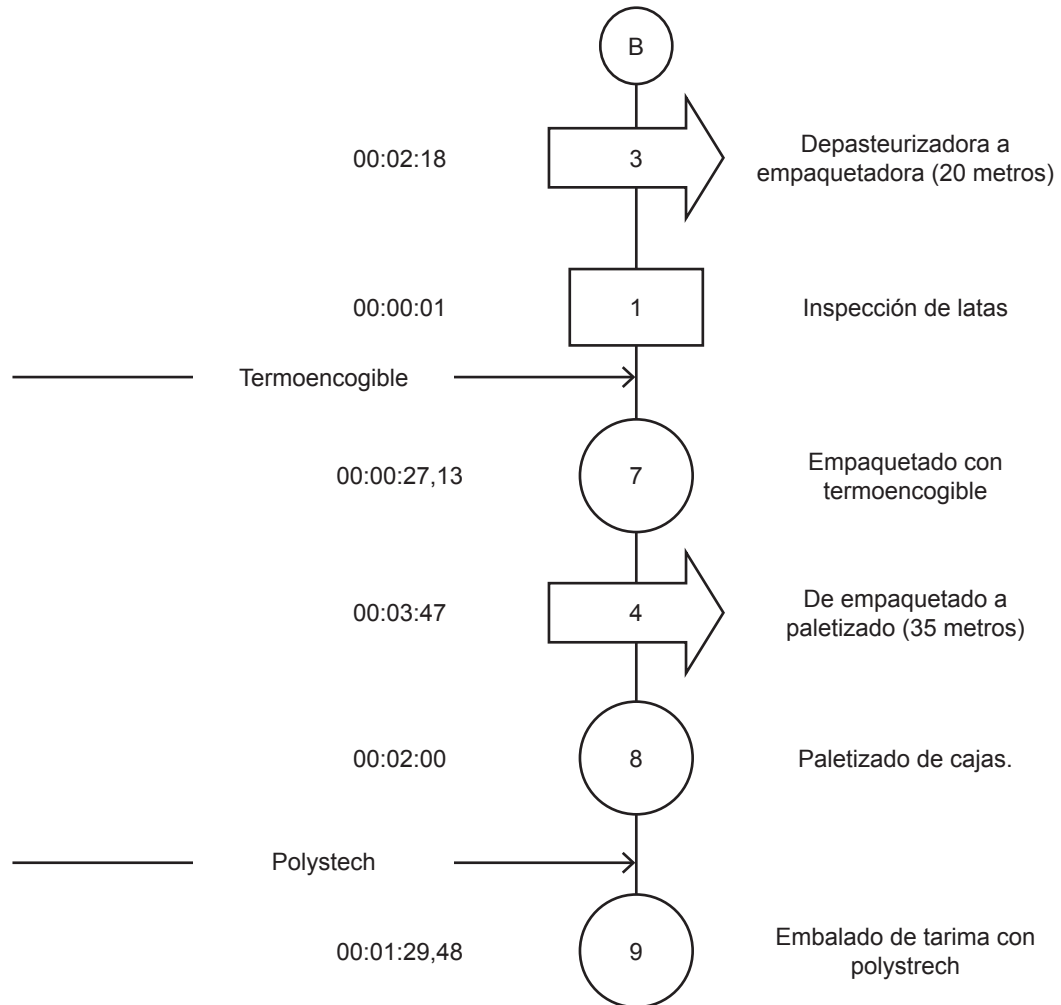 B
00:02:18
3
Depasteurizadora a
empaquetadora (20 metros)
00:00:01
1
Inspección de latas
Termoencogible
00:00:27,13
7
Empaquetado con
termoencogible
00:03:47
4
De empaquetado a
paletizado (35 metros)
00:02:00
8
Paletizado de cajas.
Polystech
00:01:29,48
9
Embalado de tarima con
polystrech